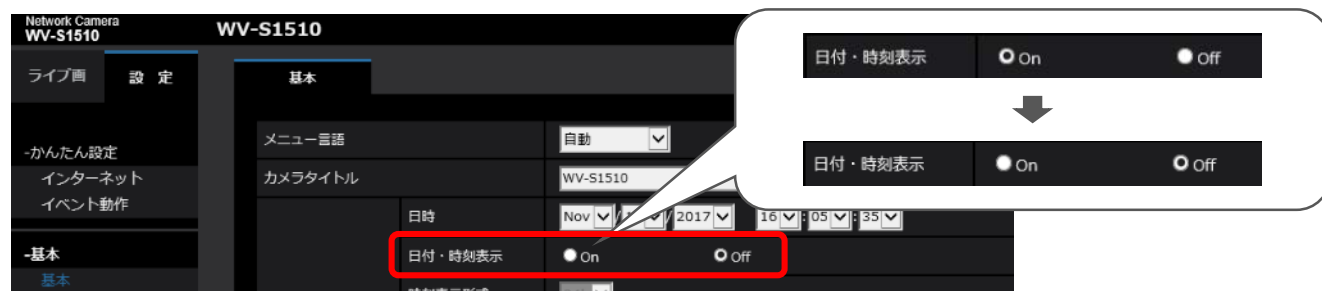 Network Camera
WV-S1510
WV-S1510
ライブ画
設 定
基本
-かんたん設定
インターネット
イベント動作
-基本
基本
メニュー言語
自動
カメラタイトル
WV-S1510
日時
Nov / / 2017 16 : 05 : 35
日付・時刻表示
On
Off
日付・時刻表示
On
Off
日付・時刻表示
On
Off